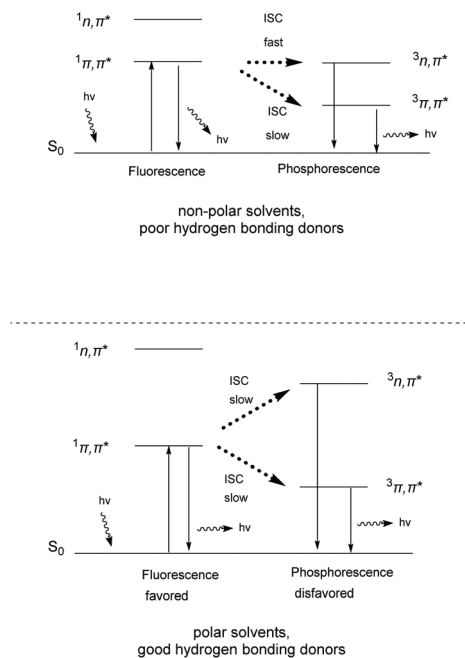 ¹n,π*
ISC
fast
¹π,π*
³n,π*
hν
³π,π*
ISC
slow
hν
hν
S₀
Fluorescence
Phosphorescence
non-polar solvents,
poor hydrogen bonding donors
¹n,π*
ISC
slow
³n,π*
¹π,π*
ISC
slow
³π,π*
hν
hν
hν
S₀
Fluorescence
favored
Phosphorescence
disfavored
polar solvents,
good hydrogen bonding donors